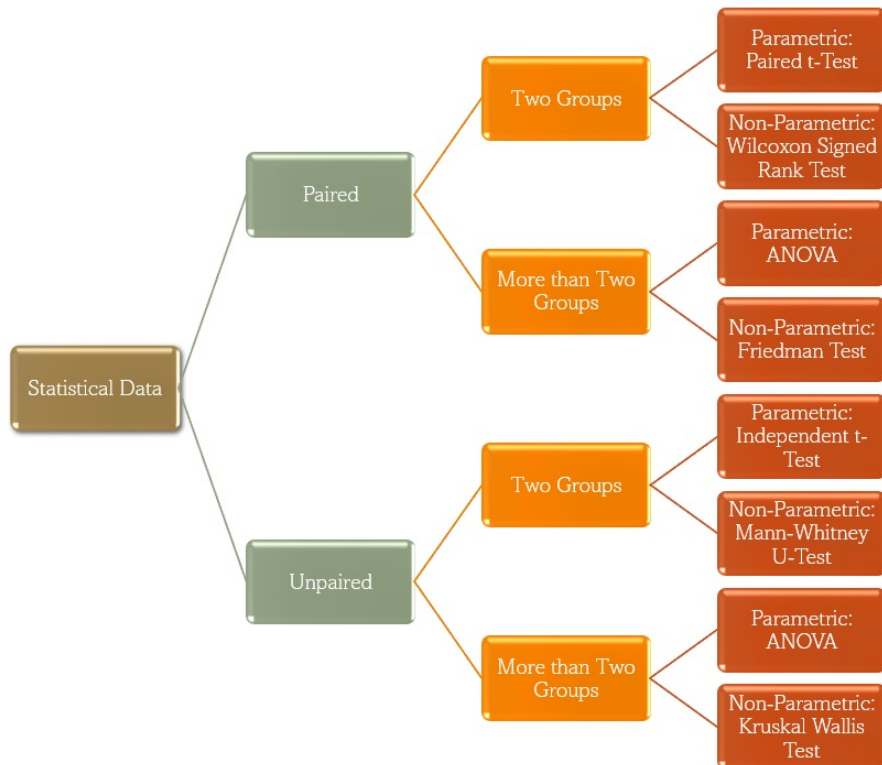 Statistical Data
Paired
Two Groups
Parametric:
Paired t-Test
Non-Parametric:
Wilcoxon Signed
Rank Test
More than Two
Groups
Parametric:
ANOVA
Non-Parametric:
Friedman Test
Unpaired
Two Groups
Parametric:
Independent t-
Test
Non-Parametric:
Mann-Whitney
U-Test
More than Two
Groups
Parametric:
ANOVA
Non-Parametric:
Kruskal Wallis
Test